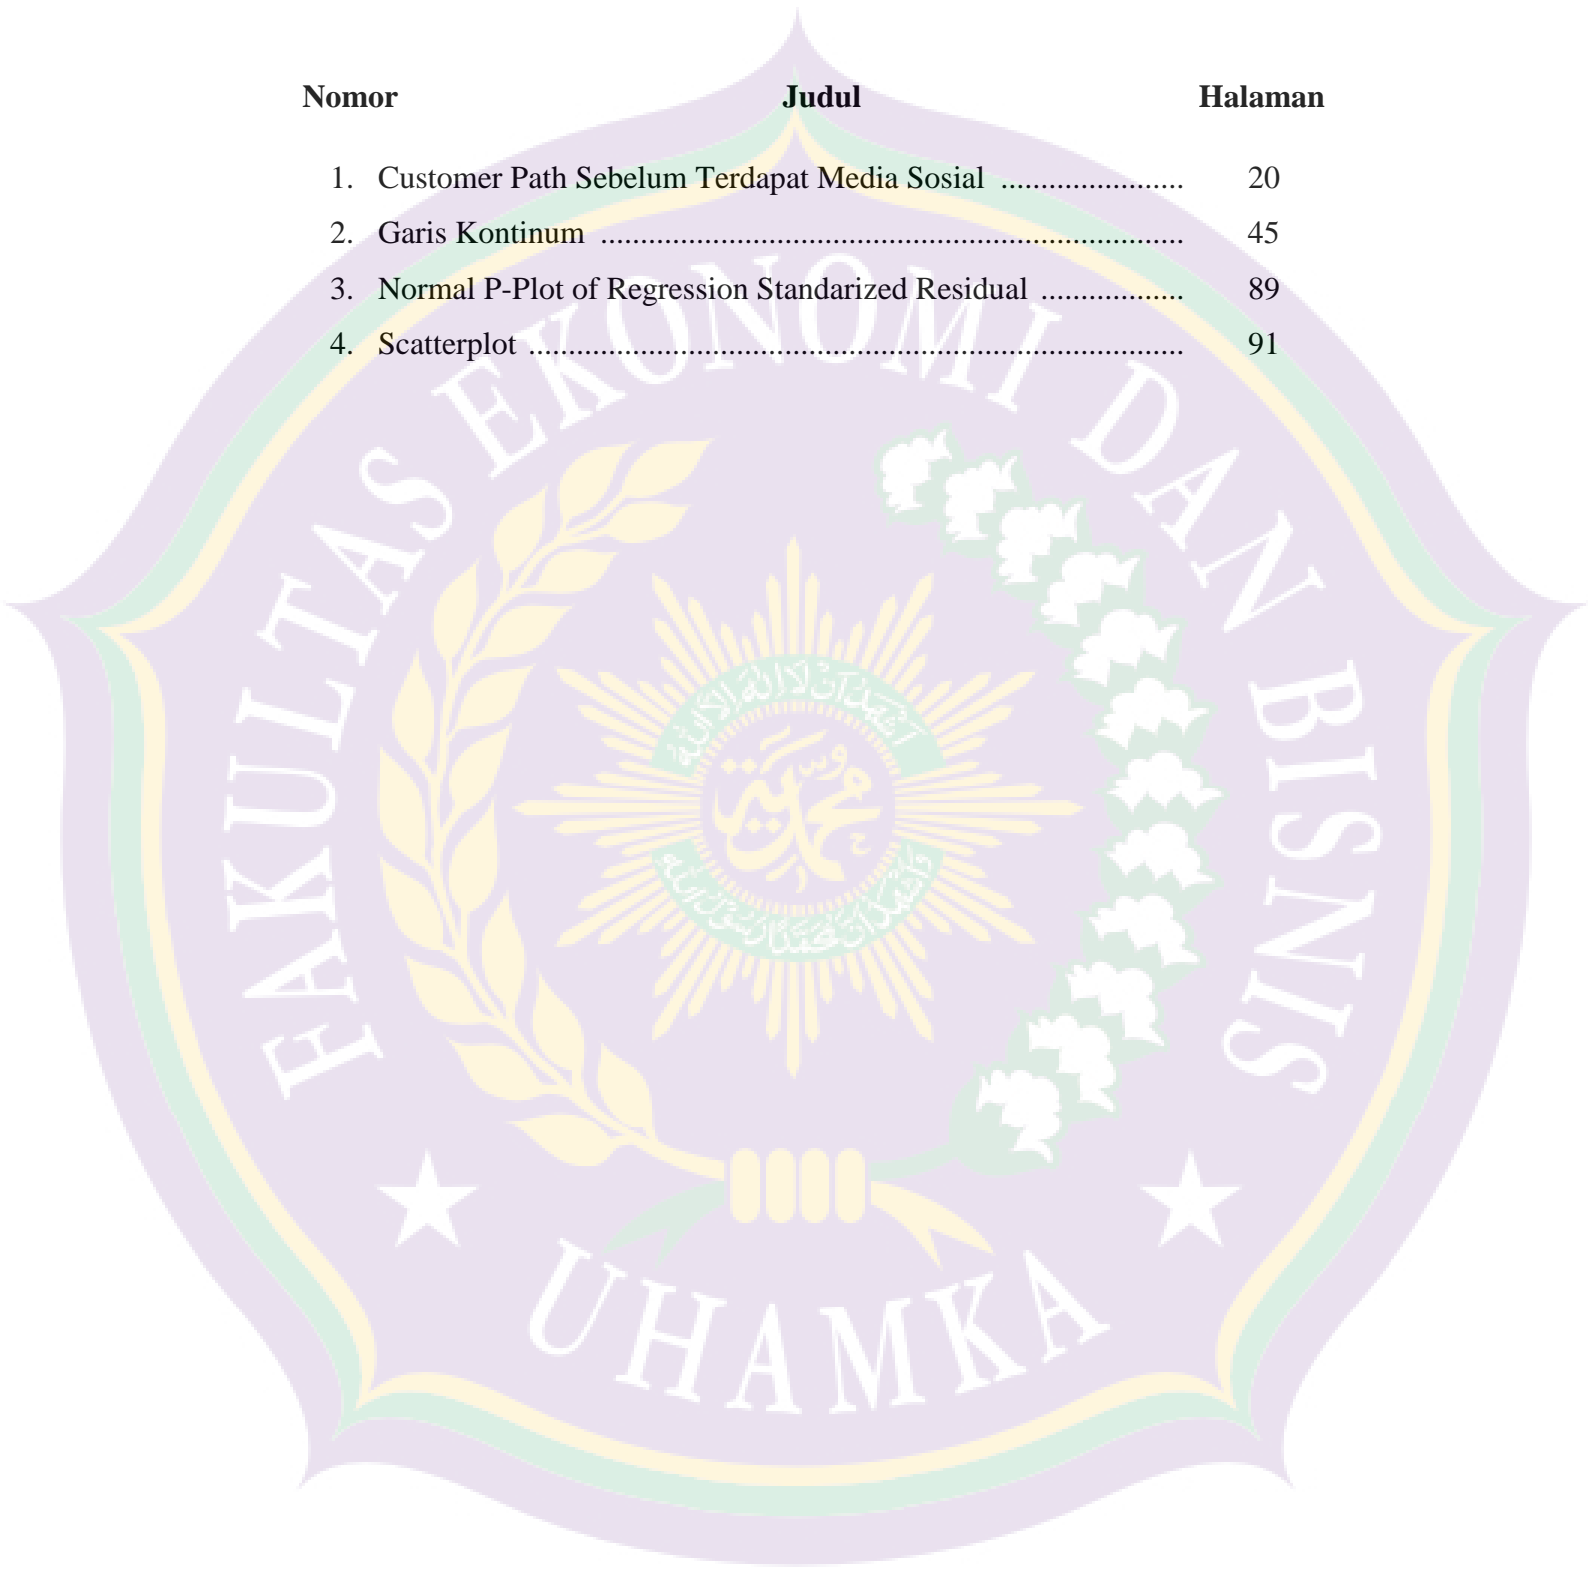 Nomor Judul Halaman
1. Customer Path Sebelum Terdapat Media Sosial ...................... 20
2. Garis Kontinum .......................................................................... 45
3. Normal P-Plot of Regression Standarized Residual .................. 89
4. Scatterplot ................................................................................... 91
FAKULTAS EKONOMI DAN BISNIS
UHAMKA
محمدية